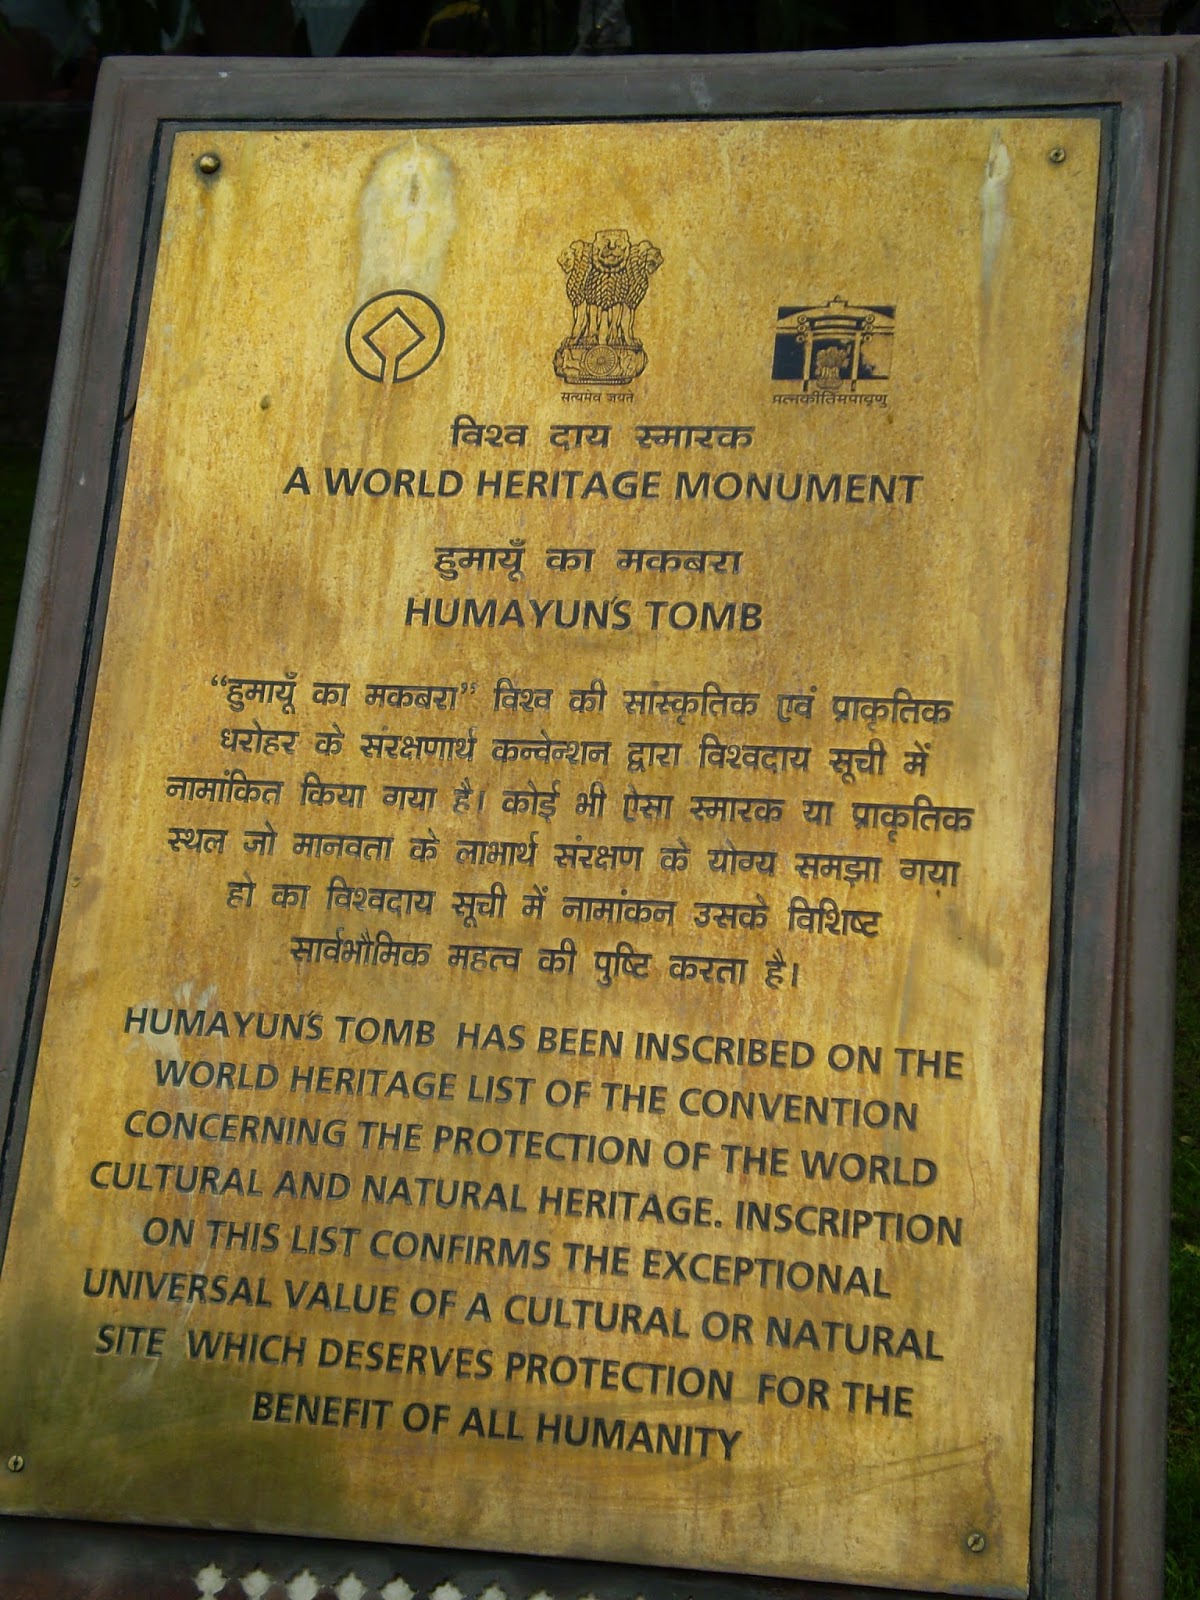 सत्यमेव जयते
प्रत्नकीर्तिमपावृणु
विश्व दाय स्मारक
A WORLD HERITAGE MONUMENT
हुमायूँ का मकबरा
HUMAYUN'S TOMB
“हुमायूँ का मकबरा” विश्व की सांस्कृतिक एवं प्राकृतिक
धरोहर के संरक्षणार्थ कन्वेन्शन द्वारा विश्वदाय सूची में
नामांकित किया गया है। कोई भी ऐसा स्मारक या प्राकृतिक
स्थल जो मानवता के लाभार्थ संरक्षण के योग्य समझा गया
हो का विश्वदाय सूची में नामांकन उसके विशिष्ट
सार्वभौमिक महत्व की पुष्टि करता है।
HUMAYUN'S TOMB HAS BEEN INSCRIBED ON THE
WORLD HERITAGE LIST OF THE CONVENTION
CONCERNING THE PROTECTION OF THE WORLD
CULTURAL AND NATURAL HERITAGE. INSCRIPTION
ON THIS LIST CONFIRMS THE EXCEPTIONAL
UNIVERSAL VALUE OF A CULTURAL OR NATURAL
SITE WHICH DESERVES PROTECTION FOR THE
BENEFIT OF ALL HUMANITY